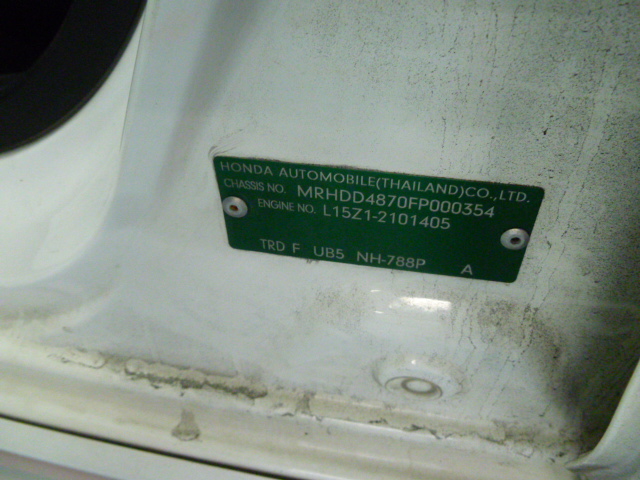 HONDA AUTOMOBILE(THAILAND)CO.,LTD.
CHASSIS NO. MRHDD4870FP000354
ENGINE NO. L15Z1-2101405
TRD F UB5 NH-788P A